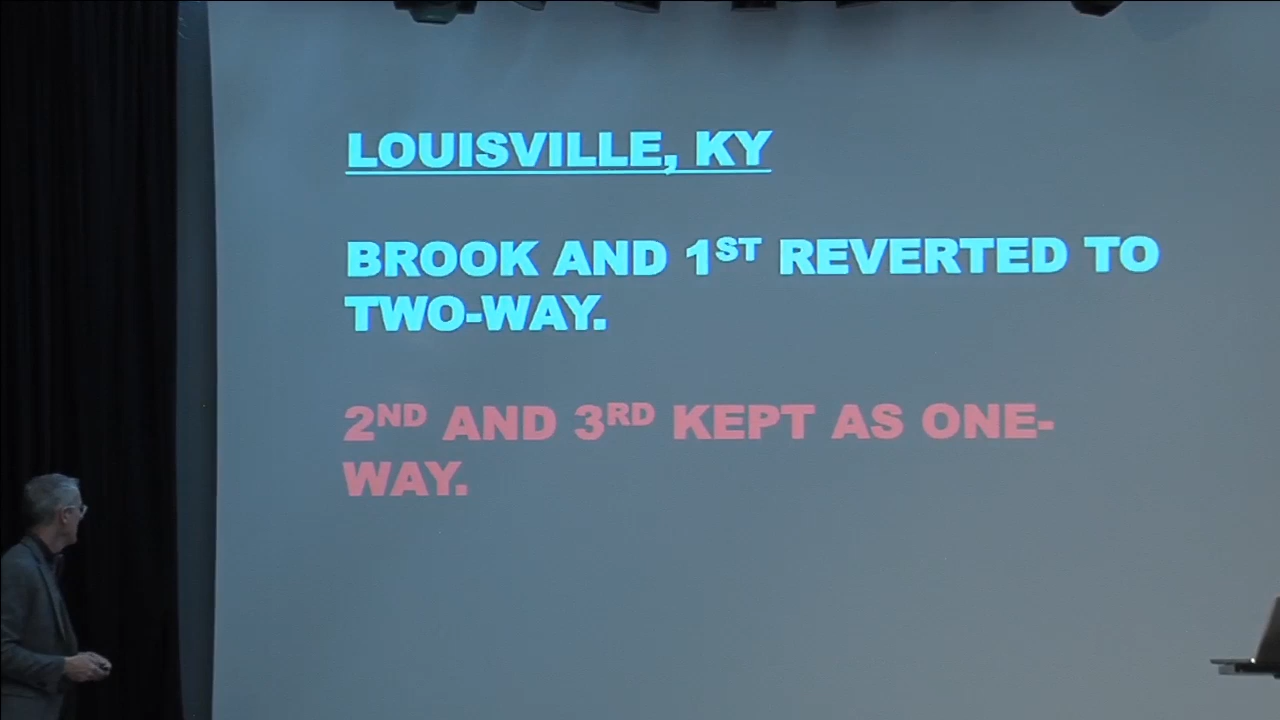 LOUISVILLE, KY
BROOK AND 1ST REVERTED TO
TWO-WAY.
2ND AND 3RD KEPT AS ONE-
WAY.